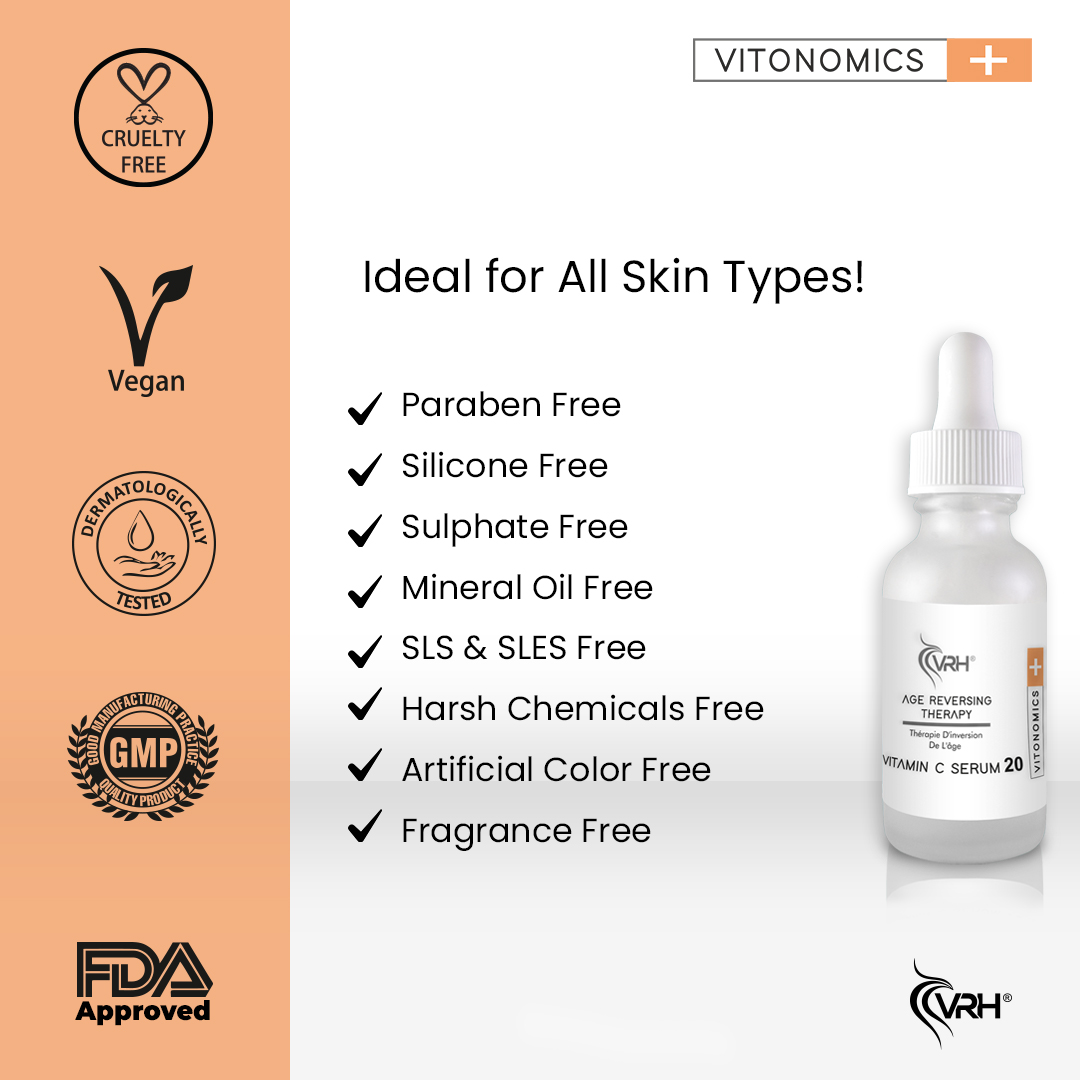 CRUELTY
FREE
Vegan
DERMATOLOGICALLY
TESTED
GOOD MANUFACTURING PRACTICE
GMP
QUALITY PRODUCT
FDA
Approved
VITONOMICS +
Ideal for All Skin Types!
Paraben Free
Silicone Free
Sulphate Free
Mineral Oil Free
SLS & SLES Free
Harsh Chemicals Free
Artificial Color Free
Fragrance Free
VRH®
AGE REVERSING
THERAPY
Thérapie D'inversion
De L'âge
VITAMIN C SERUM 20
VITONOMICS +
VRH®